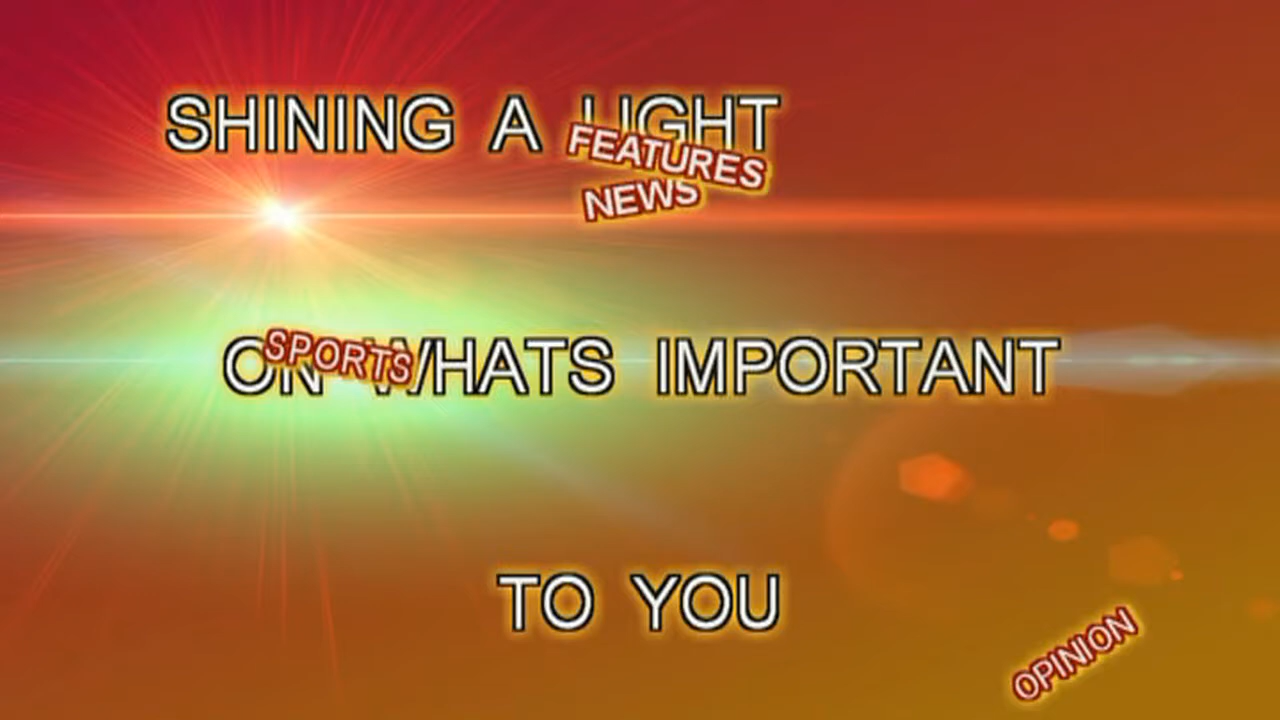 SHINING A LIGHT
FEATURES
NEWS
SPORTS
ON WHATS IMPORTANT
TO YOU
OPINION